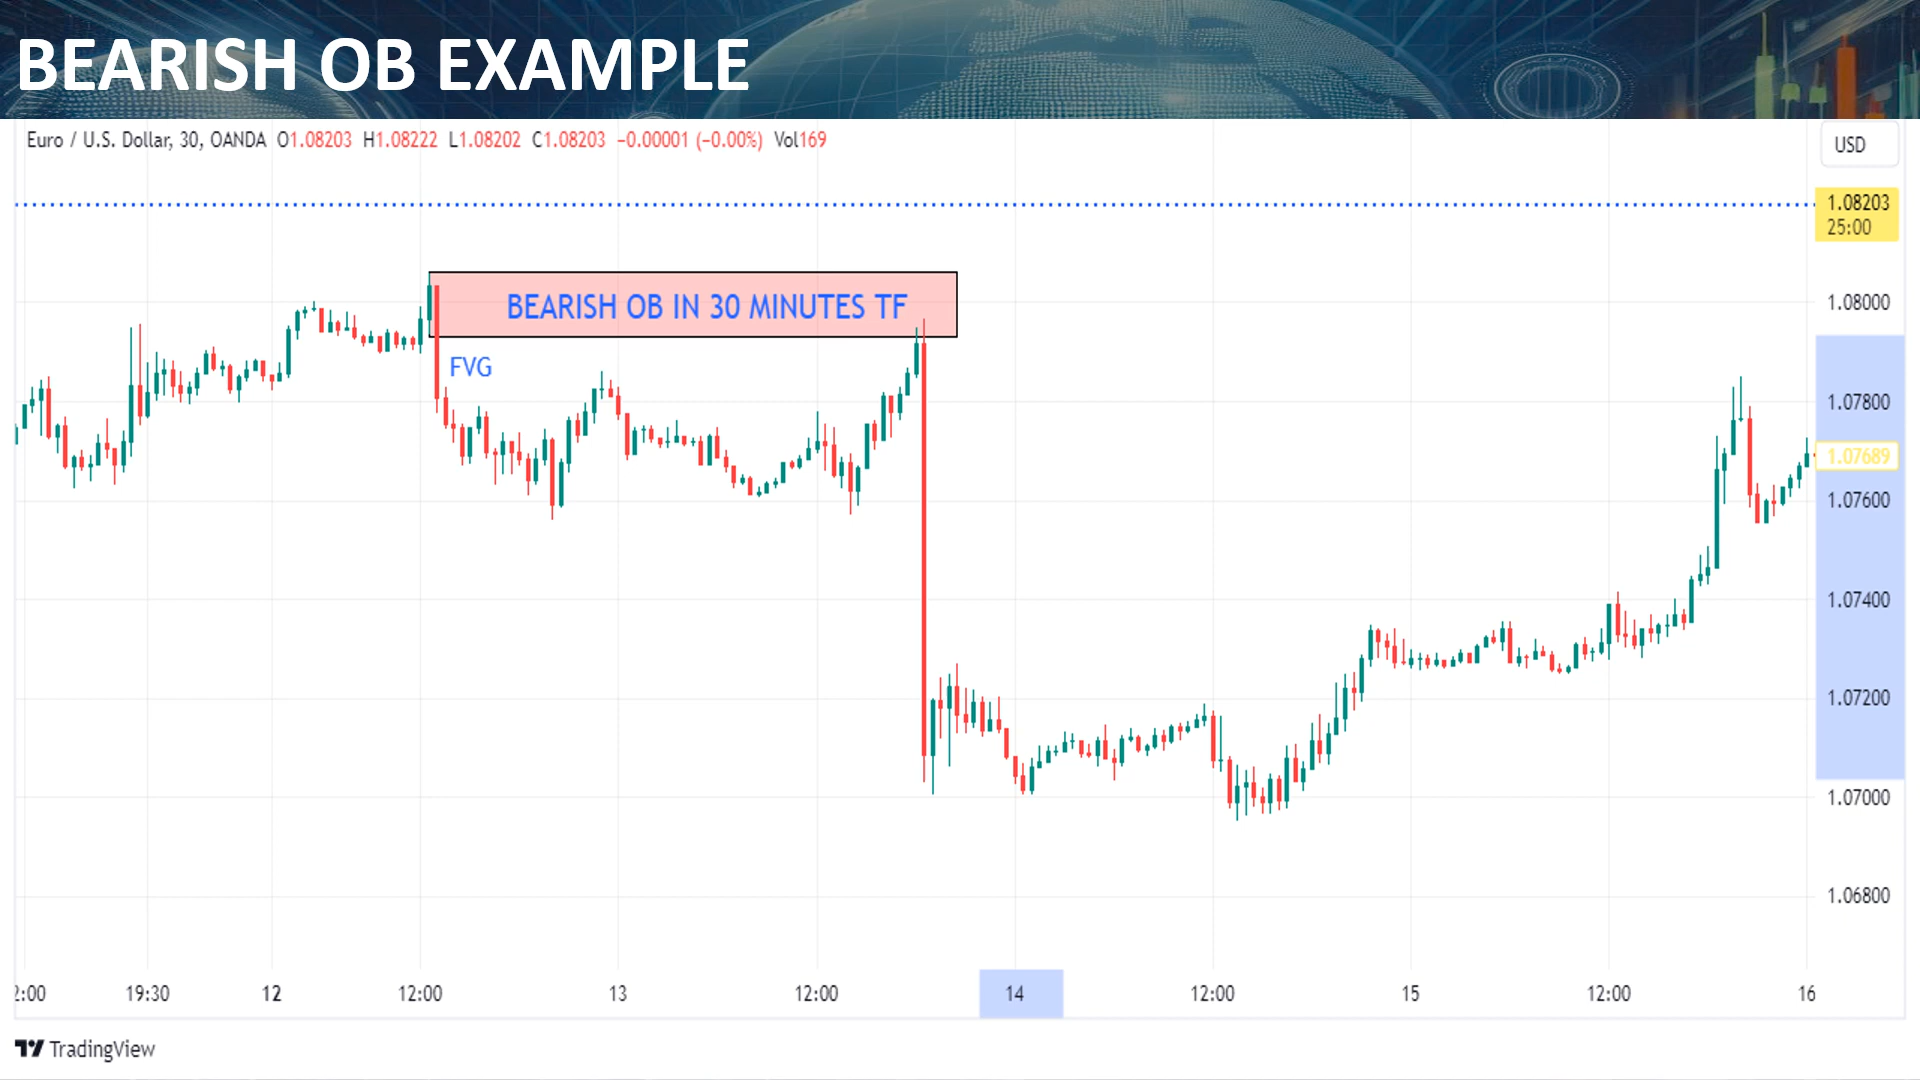 BEARISH OB EXAMPLE
Euro / U.S. Dollar, 30, OANDA O1.08203 H1.08222 L1.08202 C1.08203 −0.00001 (−0.00%) Vol169
USD
1.08203
25:00
BEARISH OB IN 30 MINUTES TF
1.08000
FVG
1.07800
1.07689
1.07600
1.07400
1.07200
1.07000
1.06800
2:00 19:30 12 12:00 13 12:00 14 12:00 15 12:00 16
TradingView